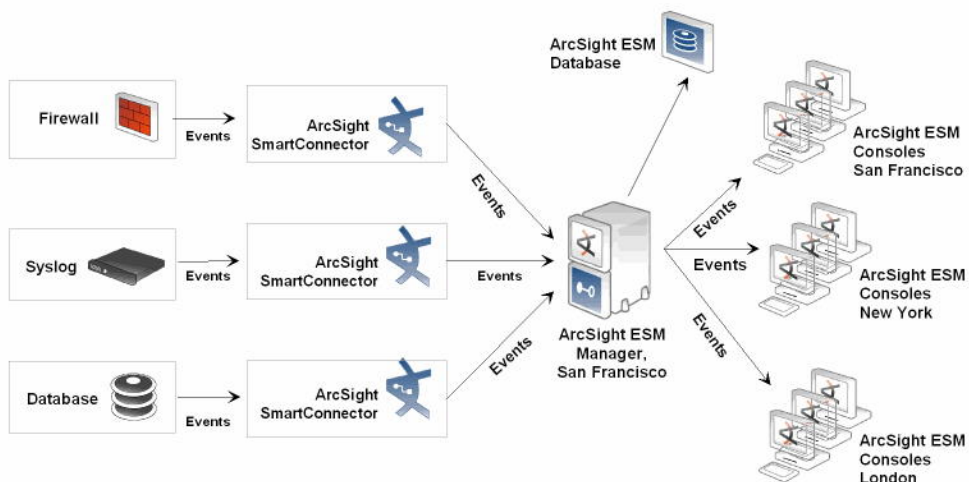 ArcSight ESM
Database
Firewall
Events
ArcSight
SmartConnector
Events
ArcSight ESM
Consoles
San Francisco
Events
Syslog
Events
ArcSight
SmartConnector
Events
ArcSight ESM
Manager,
San Francisco
Events
ArcSight ESM
Consoles
New York
Database
Events
ArcSight
SmartConnector
Events
Events
ArcSight ESM
Consoles
London